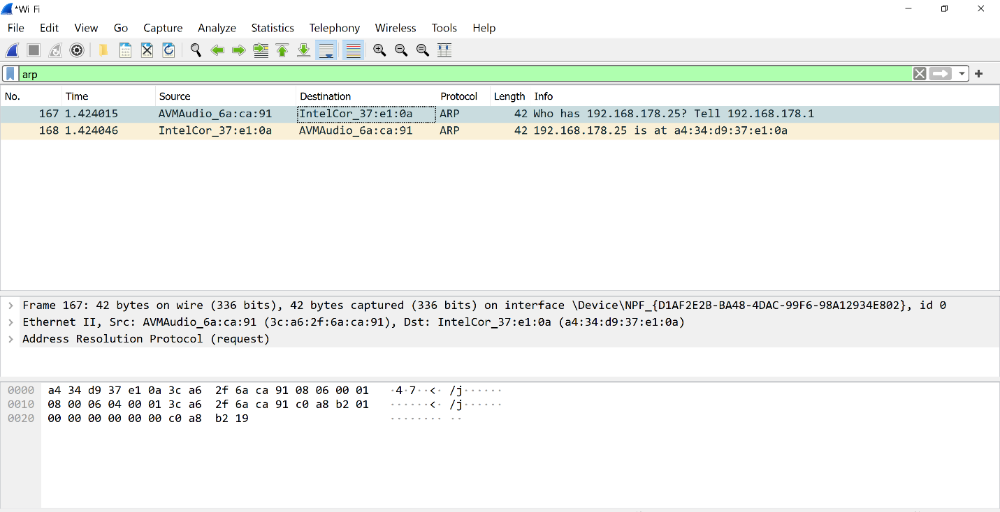 *Wi Fi
File Edit View Go Capture Analyze Statistics Telephony Wireless Tools Help
arp
No. Time Source Destination Protocol Length Info
167 1.424015 AVMAudio_6a:ca:91 IntelCor_37:e1:0a ARP 42 Who has 192.168.178.25? Tell 192.168.178.1
168 1.424046 IntelCor_37:e1:0a AVMAudio_6a:ca:91 ARP 42 192.168.178.25 is at a4:34:d9:37:e1:0a
> Frame 167: 42 bytes on wire (336 bits), 42 bytes captured (336 bits) on interface \Device\NPF_{D1AF2E2B-BA48-4DAC-99F6-98A12934E802}, id 0
> Ethernet II, Src: AVMAudio_6a:ca:91 (3c:a6:2f:6a:ca:91), Dst: IntelCor_37:e1:0a (a4:34:d9:37:e1:0a)
> Address Resolution Protocol (request)
0000 a4 34 d9 37 e1 0a 3c a6 2f 6a ca 91 08 06 00 01 ·4·7··<· /j······
0010 08 00 06 04 00 01 3c a6 2f 6a ca 91 c0 a8 b2 01 ······<· /j······
0020 00 00 00 00 00 00 c0 a8 b2 19 ········ ··